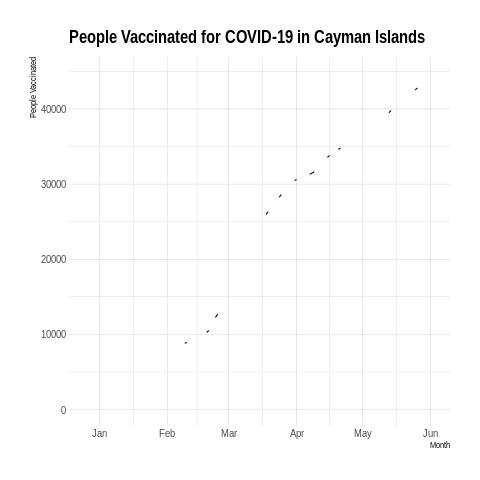 People Vaccinated for COVID-19 in Cayman Islands
People Vaccinated
40000
30000
20000
10000
0
Jan Feb Mar Apr May Jun
Month